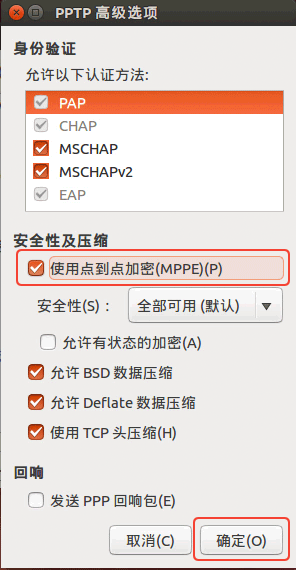 PPTP 高级选项
身份验证
允许以下认证方法:
PAP
CHAP
MSCHAP
MSCHAPv2
EAP
安全性及压缩
使用点到点加密(MPPE)(P)
安全性(S)： 全部可用 (默认)
允许有状态的加密(A)
允许 BSD 数据压缩
允许 Deflate 数据压缩
使用 TCP 头压缩(H)
回响
发送 PPP 回响包(E)
取消(C) 确定(O)